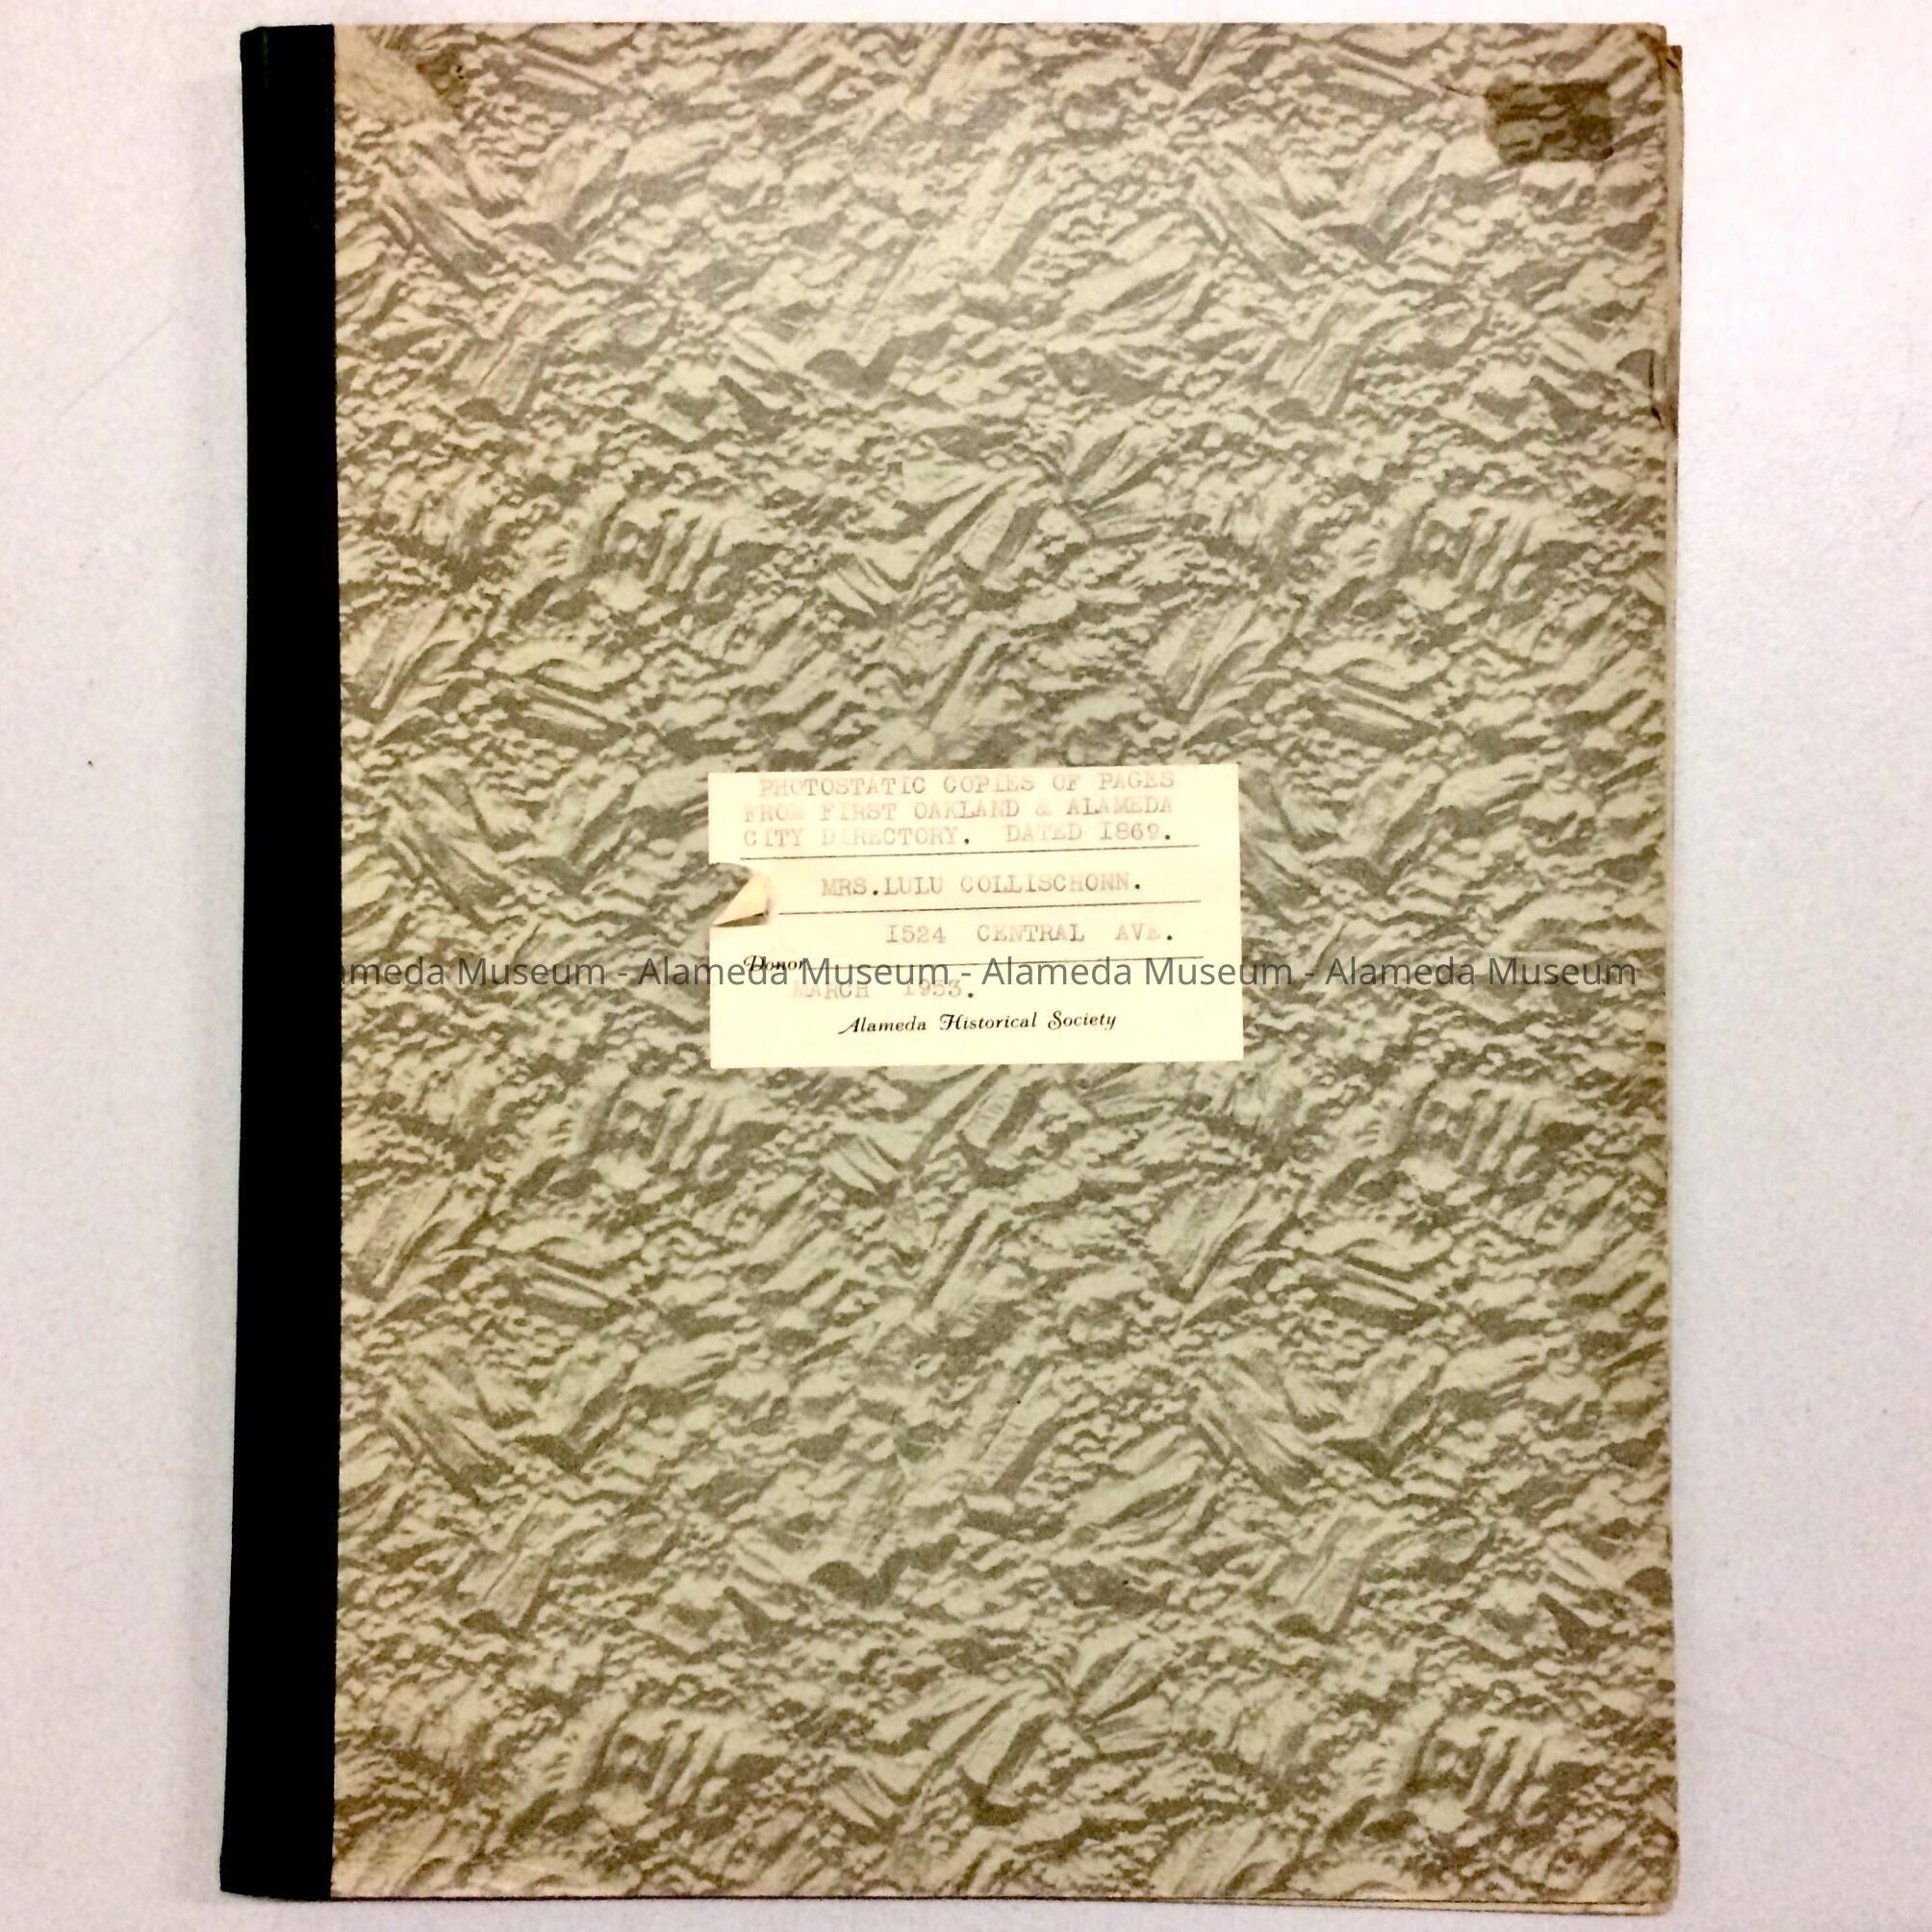 PHOTOSTATIC COPIES OF PAGES
FROM FIRST OAKLAND & ALAMEDA
CITY DIRECTORY. DATED 1869.
MRS.LULU COLLISCHONN.
1524 CENTRAL AVE.
Donor
ameda Museum - Alameda Museum - Alameda Museum - Alameda Museum
MARCH 1953.
Alameda Historical Society